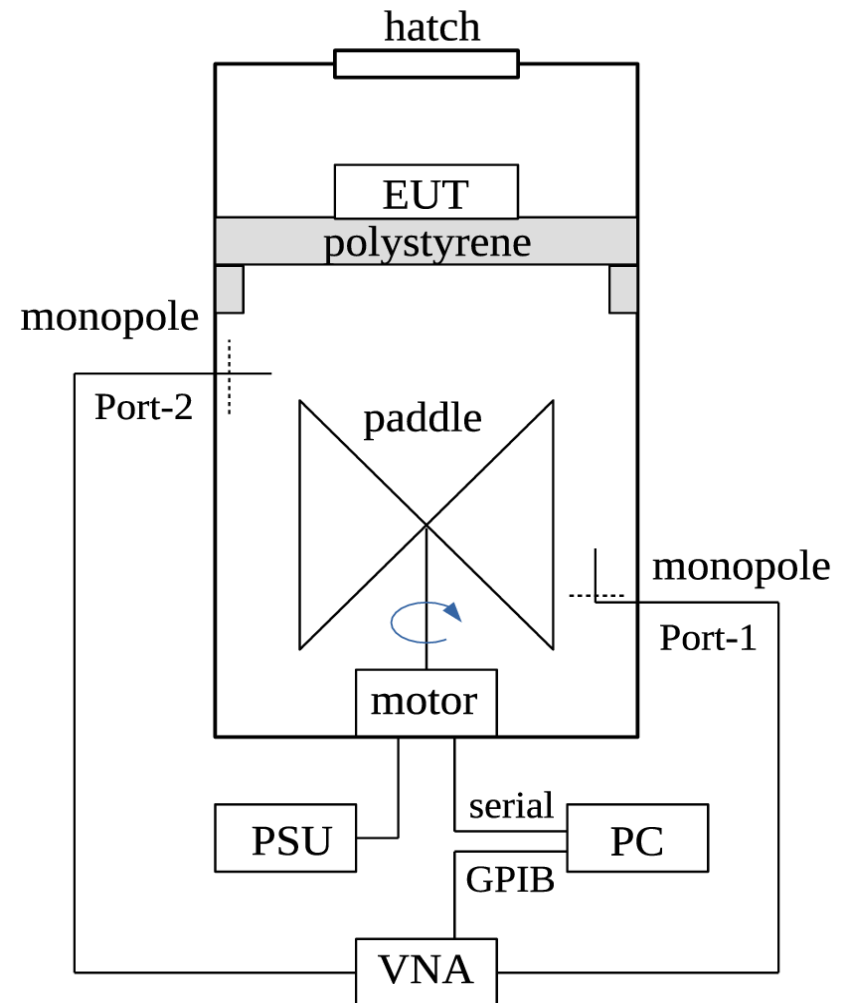 hatch
EUT
polystyrene
monopole
Port-2
paddle
monopole
Port-1
motor
serial
PSU
PC
GPIB
VNA